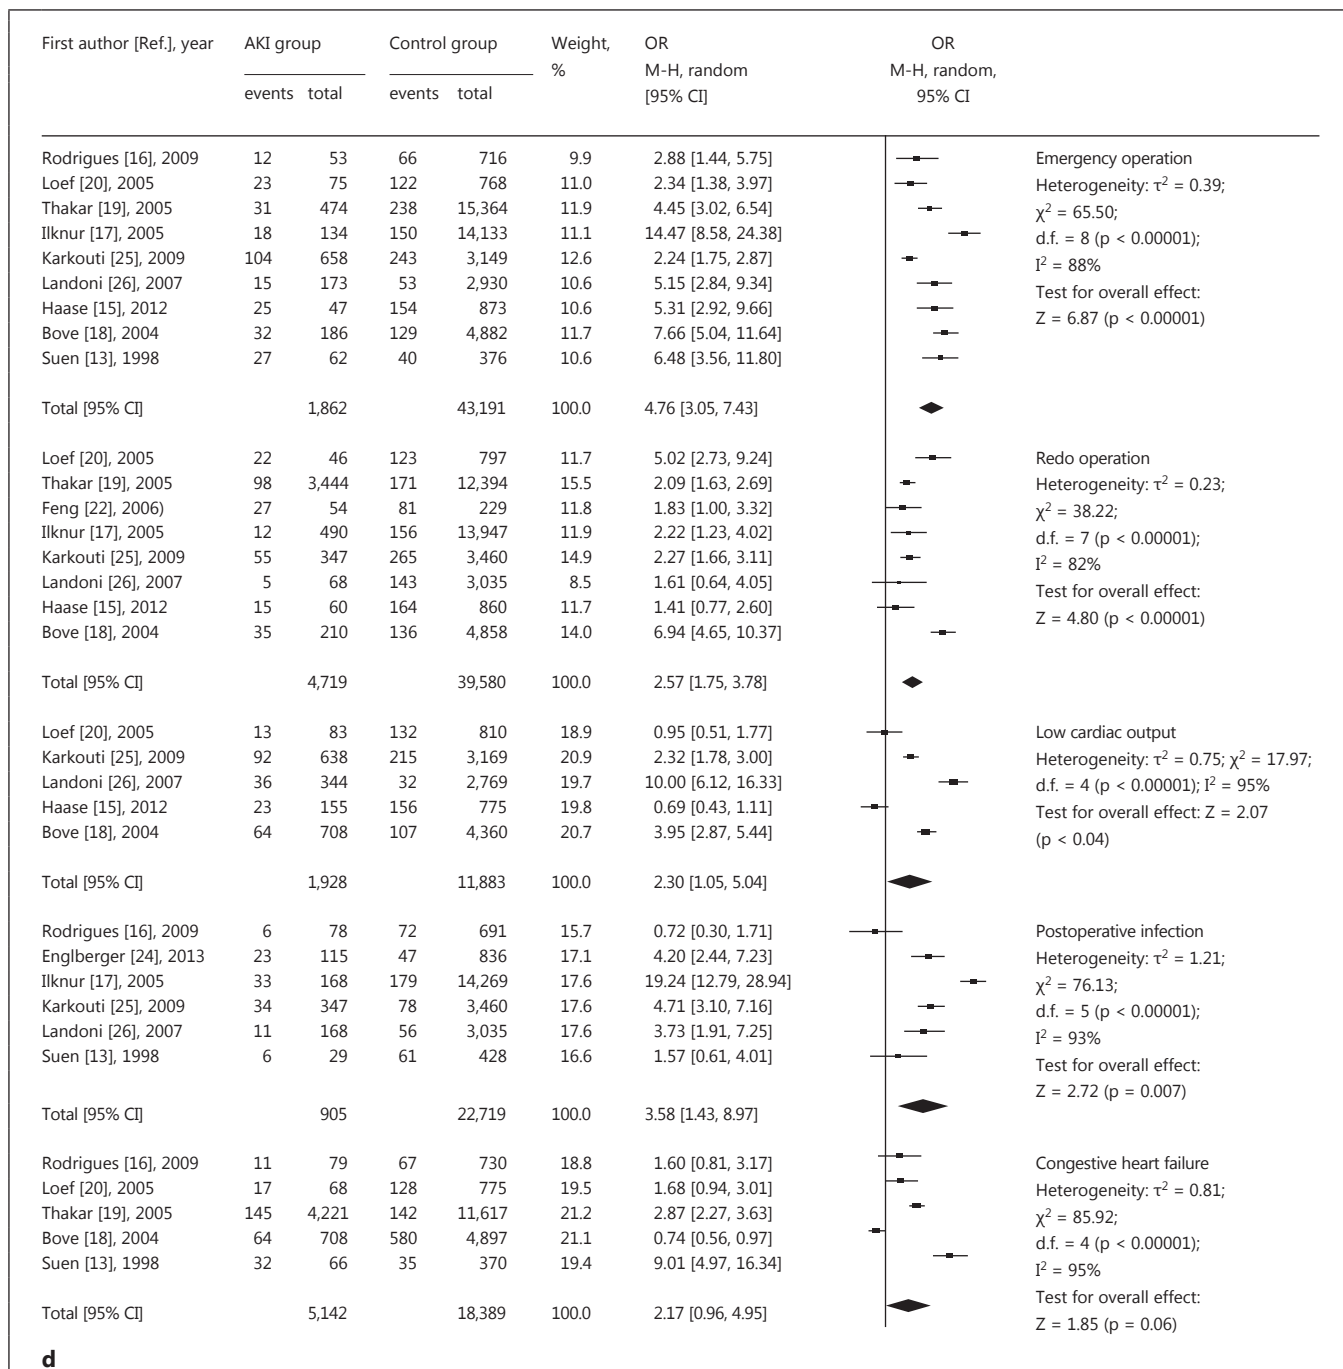 First author [Ref.], year AKI group Control group Weight, OR OR
% M-H, random M-H, random,
events total events total [95% CI] 95% CI
Rodrigues [16], 2009 12 53 66 716 9.9 2.88 [1.44, 5.75] Emergency operation
Loef [20], 2005 23 75 122 768 11.0 2.34 [1.38, 3.97] Heterogeneity: τ² = 0.39;
Thakar [19], 2005 31 474 238 15,364 11.9 4.45 [3.02, 6.54] χ² = 65.50;
Ilknur [17], 2005 18 134 150 14,133 11.1 14.47 [8.58, 24.38] d.f. = 8 (p < 0.00001);
Karkouti [25], 2009 104 658 243 3,149 12.6 2.24 [1.75, 2.87] I² = 88%
Landoni [26], 2007 15 173 53 2,930 10.6 5.15 [2.84, 9.34] Test for overall effect:
Haase [15], 2012 25 47 154 873 10.6 5.31 [2.92, 9.66] Z = 6.87 (p < 0.00001)
Bove [18], 2004 32 186 129 4,882 11.7 7.66 [5.04, 11.64]
Suen [13], 1998 27 62 40 376 10.6 6.48 [3.56, 11.80]
Total [95% CI] 1,862 43,191 100.0 4.76 [3.05, 7.43]
Loef [20], 2005 22 46 123 797 11.7 5.02 [2.73, 9.24] Redo operation
Thakar [19], 2005 98 3,444 171 12,394 15.5 2.09 [1.63, 2.69] Heterogeneity: τ² = 0.23;
Feng [22], 2006) 27 54 81 229 11.8 1.83 [1.00, 3.32] χ² = 38.22;
Ilknur [17], 2005 12 490 156 13,947 11.9 2.22 [1.23, 4.02] d.f. = 7 (p < 0.00001);
Karkouti [25], 2009 55 347 265 3,460 14.9 2.27 [1.66, 3.11] I² = 82%
Landoni [26], 2007 5 68 143 3,035 8.5 1.61 [0.64, 4.05] Test for overall effect:
Haase [15], 2012 15 60 164 860 11.7 1.41 [0.77, 2.60] Z = 4.80 (p < 0.00001)
Bove [18], 2004 35 210 136 4,858 14.0 6.94 [4.65, 10.37]
Total [95% CI] 4,719 39,580 100.0 2.57 [1.75, 3.78]
Loef [20], 2005 13 83 132 810 18.9 0.95 [0.51, 1.77] Low cardiac output
Karkouti [25], 2009 92 638 215 3,169 20.9 2.32 [1.78, 3.00] Heterogeneity: τ² = 0.75; χ² = 17.97;
Landoni [26], 2007 36 344 32 2,769 19.7 10.00 [6.12, 16.33] d.f. = 4 (p < 0.00001); I² = 95%
Haase [15], 2012 23 155 156 775 19.8 0.69 [0.43, 1.11] Test for overall effect: Z = 2.07
Bove [18], 2004 64 708 107 4,360 20.7 3.95 [2.87, 5.44] (p < 0.04)
Total [95% CI] 1,928 11,883 100.0 2.30 [1.05, 5.04]
Rodrigues [16], 2009 6 78 72 691 15.7 0.72 [0.30, 1.71] Postoperative infection
Englberger [24], 2013 23 115 47 836 17.1 4.20 [2.44, 7.23] Heterogeneity: τ² = 1.21;
Ilknur [17], 2005 33 168 179 14,269 17.6 19.24 [12.79, 28.94] χ² = 76.13;
Karkouti [25], 2009 34 347 78 3,460 17.6 4.71 [3.10, 7.16] d.f. = 5 (p < 0.00001);
Landoni [26], 2007 11 168 56 3,035 17.6 3.73 [1.91, 7.25] I² = 93%
Suen [13], 1998 6 29 61 428 16.6 1.57 [0.61, 4.01] Test for overall effect:
Z = 2.72 (p = 0.007)
Total [95% CI] 905 22,719 100.0 3.58 [1.43, 8.97]
Rodrigues [16], 2009 11 79 67 730 18.8 1.60 [0.81, 3.17] Congestive heart failure
Loef [20], 2005 17 68 128 775 19.5 1.68 [0.94, 3.01] Heterogeneity: τ² = 0.81;
Thakar [19], 2005 145 4,221 142 11,617 21.2 2.87 [2.27, 3.63] χ² = 85.92;
Bove [18], 2004 64 708 580 4,897 21.1 0.74 [0.56, 0.97] d.f. = 4 (p < 0.00001);
Suen [13], 1998 32 66 35 370 19.4 9.01 [4.97, 16.34] I² = 95%
Test for overall effect:
Total [95% CI] 5,142 18,389 100.0 2.17 [0.96, 4.95] Z = 1.85 (p = 0.06)
d